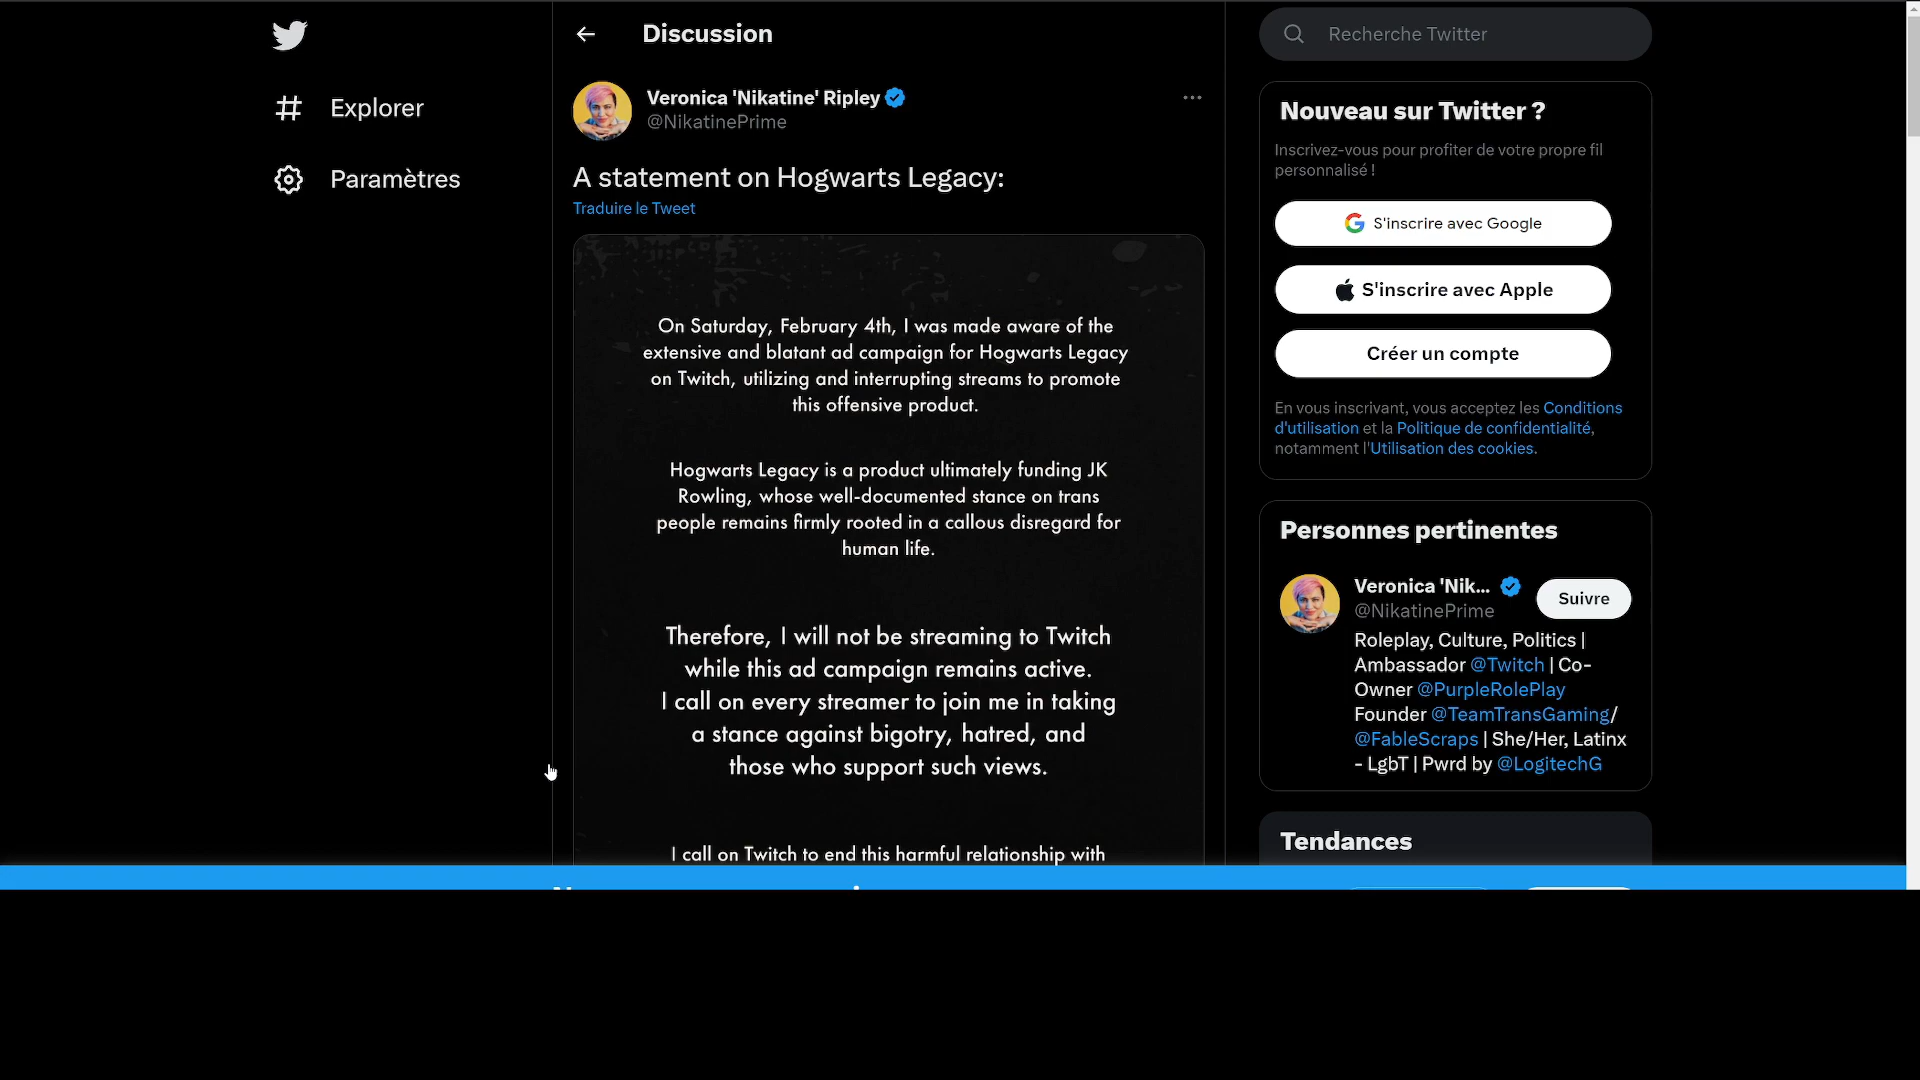 Explorer
Paramètres
Discussion
Veronica 'Nikatine' Ripley
@NikatinePrime
A statement on Hogwarts Legacy:
Traduire le Tweet
On Saturday, February 4th, I was made aware of the
extensive and blatant ad campaign for Hogwarts Legacy
on Twitch, utilizing and interrupting streams to promote
this offensive product.
Hogwarts Legacy is a product ultimately funding JK
Rowling, whose well-documented stance on trans
people remains firmly rooted in a callous disregard for
human life.
Therefore, I will not be streaming to Twitch
while this ad campaign remains active.
I call on every streamer to join me in taking
a stance against bigotry, hatred, and
those who support such views.
I call on Twitch to end this harmful relationship with
Recherche Twitter
Nouveau sur Twitter ?
Inscrivez-vous pour profiter de votre propre fil
personnalisé !
S'inscrire avec Google
S'inscrire avec Apple
Créer un compte
En vous inscrivant, vous acceptez les Conditions
d'utilisation et la Politique de confidentialité,
notamment l'Utilisation des cookies.
Personnes pertinentes
Veronica 'Nik...
@NikatinePrime
Suivre
Roleplay, Culture, Politics |
Ambassador @Twitch | Co-
Owner @PurpleRolePlay
Founder @TeamTransGaming/
@FableScraps | She/Her, Latinx
- LgbT | Pwrd by @LogitechG
Tendances